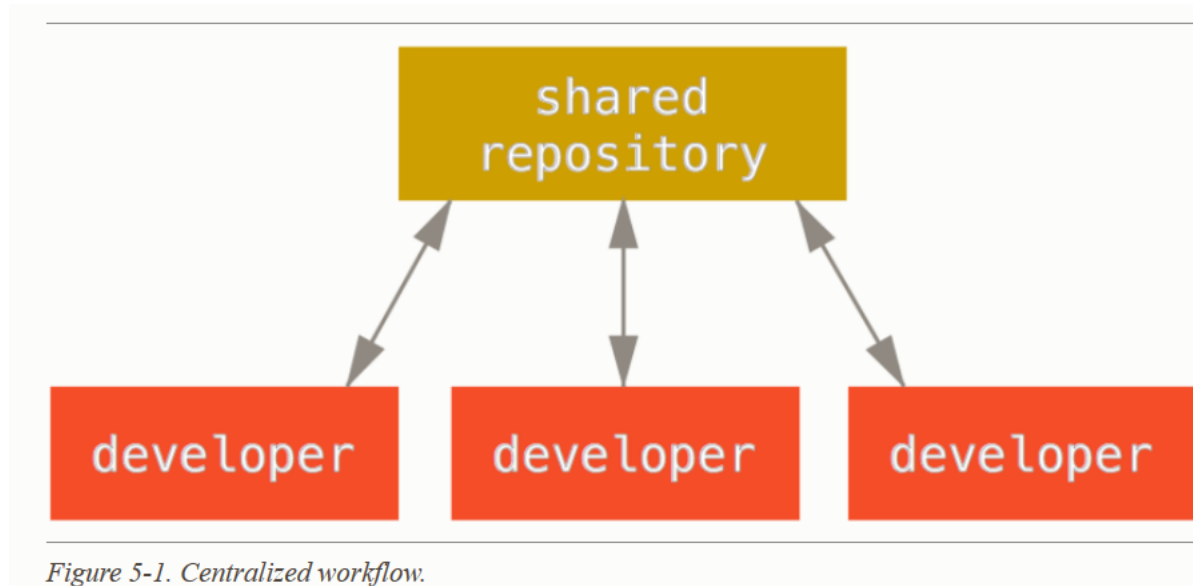 shared
repository
developer developer developer
Figure 5-1. Centralized workflow.